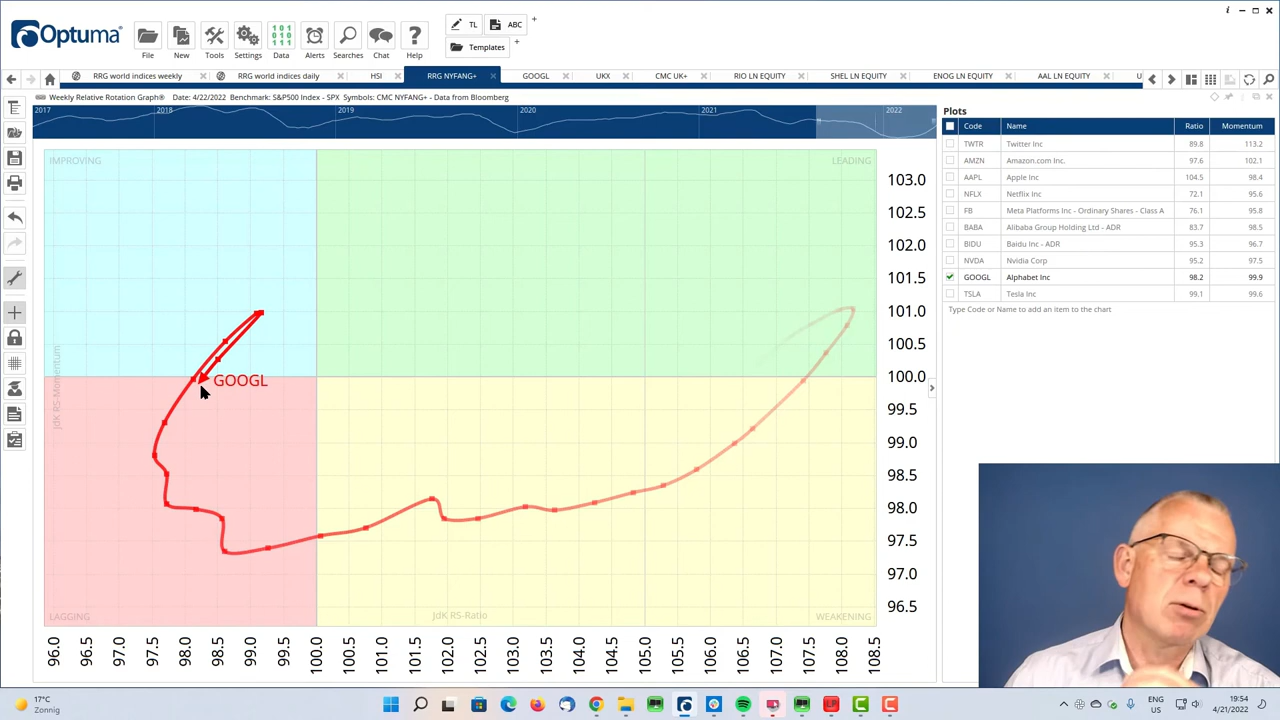 Optuma®
File
New
Tools
Settings
Data
Alerts
Searches
Chat
Help
TL
ABC
Templates
RRG world indices weekly
RRG world indices daily
HSI
RRG NYFANG+
GOOGL
UKX
CMC UK+
RIO LN EQUITY
SHEL LN EQUITY
ENOG LN EQUITY
AAL LN EQUITY
U
Weekly Relative Rotation Graph® Date: 4/22/2022 Benchmark: S&P500 Index - SPX Symbols: CMC NYFANG+ - Data from Bloomberg
2017 2018 2019 2020 2021 2022
IMPROVING
LEADING
103.0
102.5
102.0
101.5
101.0
100.5
100.0
99.5
99.0
98.5
98.0
97.5
97.0
96.5
JdK RS-Momentum
GOOGL
LAGGING
JdK RS-Ratio
WEAKENING
96.0 96.5 97.0 97.5 98.0 98.5 99.0 99.5 100.0 100.5 101.0 101.5 102.0 102.5 103.0 103.5 104.0 104.5 105.0 105.5 106.0 106.5 107.0 107.5 108.0 108.5
Plots
Code Name Ratio Momentum
TWTR Twitter Inc 89.8 113.2
AMZN Amazon.com Inc. 97.6 102.1
AAPL Apple Inc 104.5 98.4
NFLX Netflix Inc 72.1 95.6
FB Meta Platforms Inc - Ordinary Shares - Class A 76.1 95.8
BABA Alibaba Group Holding Ltd - ADR 83.7 98.5
BIDU Baidu Inc - ADR 95.3 96.7
NVDA Nvidia Corp 95.2 97.5
GOOGL Alphabet Inc 98.2 99.9
TSLA Tesla Inc 99.1 99.6
Type Code or Name to add an item to the chart
17°C
Zonnig
ENG
US
19:54
4/21/2022